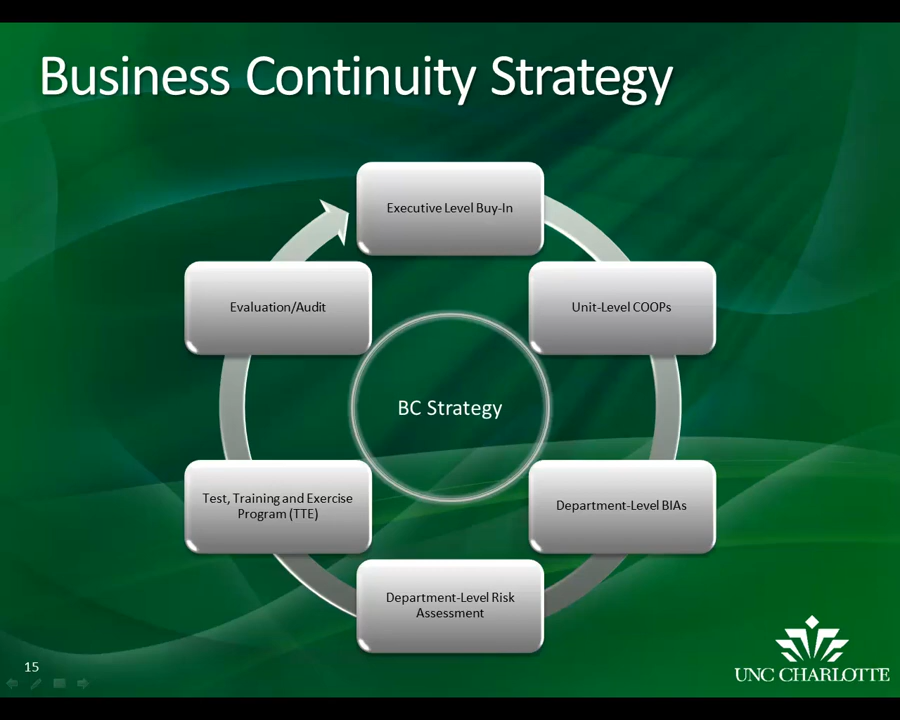 Business Continuity Strategy
Executive Level Buy-In
Unit-Level COOPs
Department-Level BIAs
Department-Level Risk
Assessment
Test, Training and Exercise
Program (TTE)
Evaluation/Audit
BC Strategy
15
UNC CHARLOTTE